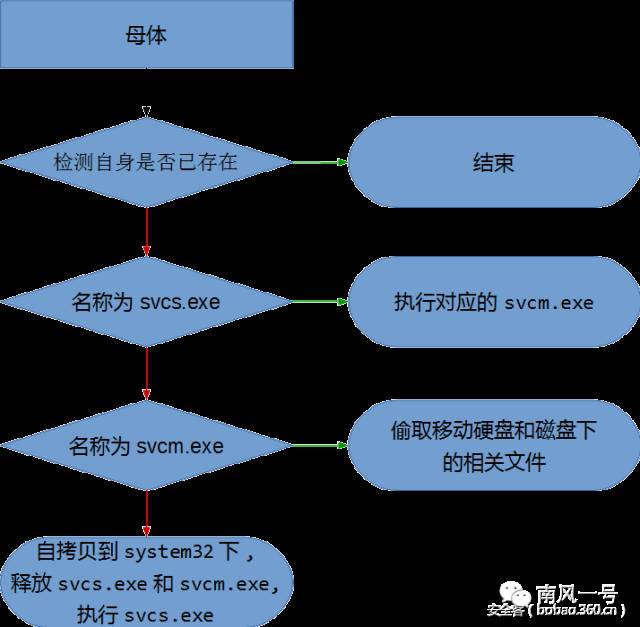 母体
检测自身是否已存在
结束
名称为 svcs.exe
执行对应的 svcm.exe
名称为 svcm.exe
偷取移动硬盘和磁盘下
的相关文件
自拷贝到 system32 下，
释放 svcs.exe 和 svcm.exe,
执行 svcs.exe
南风一号
安全客 ( bobao.360.cn )